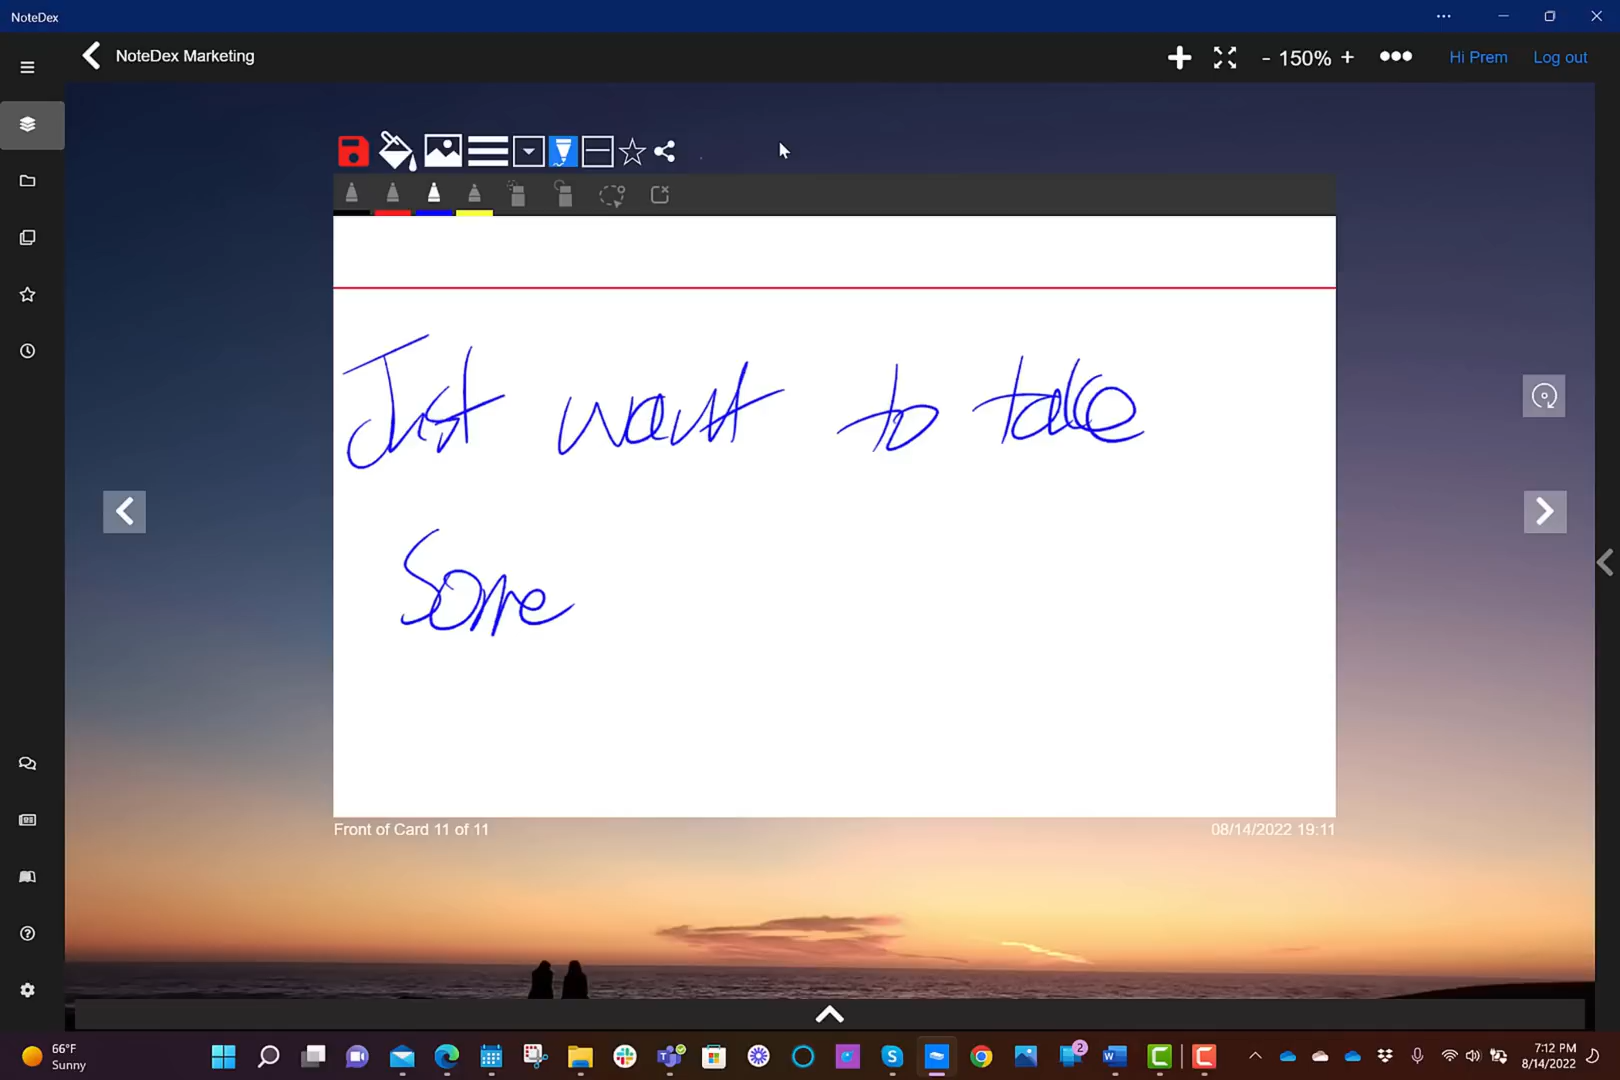 NoteDex
NoteDex Marketing
- 150% +
Hi Prem
Log out
Just want to take
Some
Front of Card 11 of 11
08/14/2022 19:11
66°F
Sunny
2
7:12 PM
8/14/2022